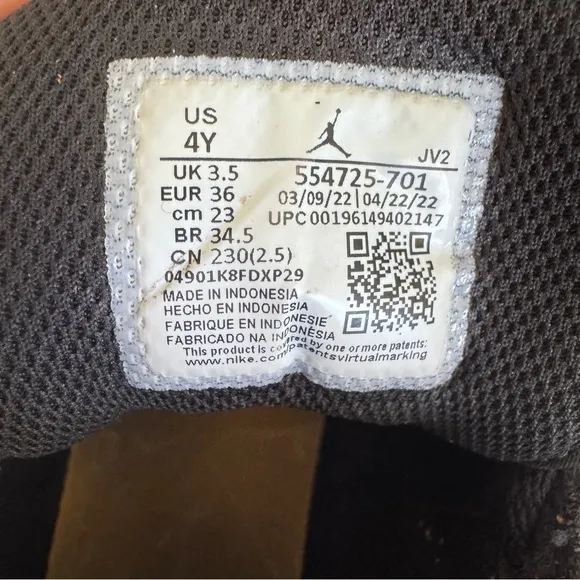 US
4Y
JV2
UK 3.5
554725-701
EUR 36
03/09/22 | 04/22/22
cm 23
UPC 00196149402147
BR 34.5
CN 230(2.5)
04901K8FDXP29
MADE IN INDONESIA
HECHO EN INDONESIA
FABRIQUE EN INDONESIE
FABRICADO NA INDONÉSIA
This product is covered by one or more patents:
www.nike.com/patentsvirtualmarking